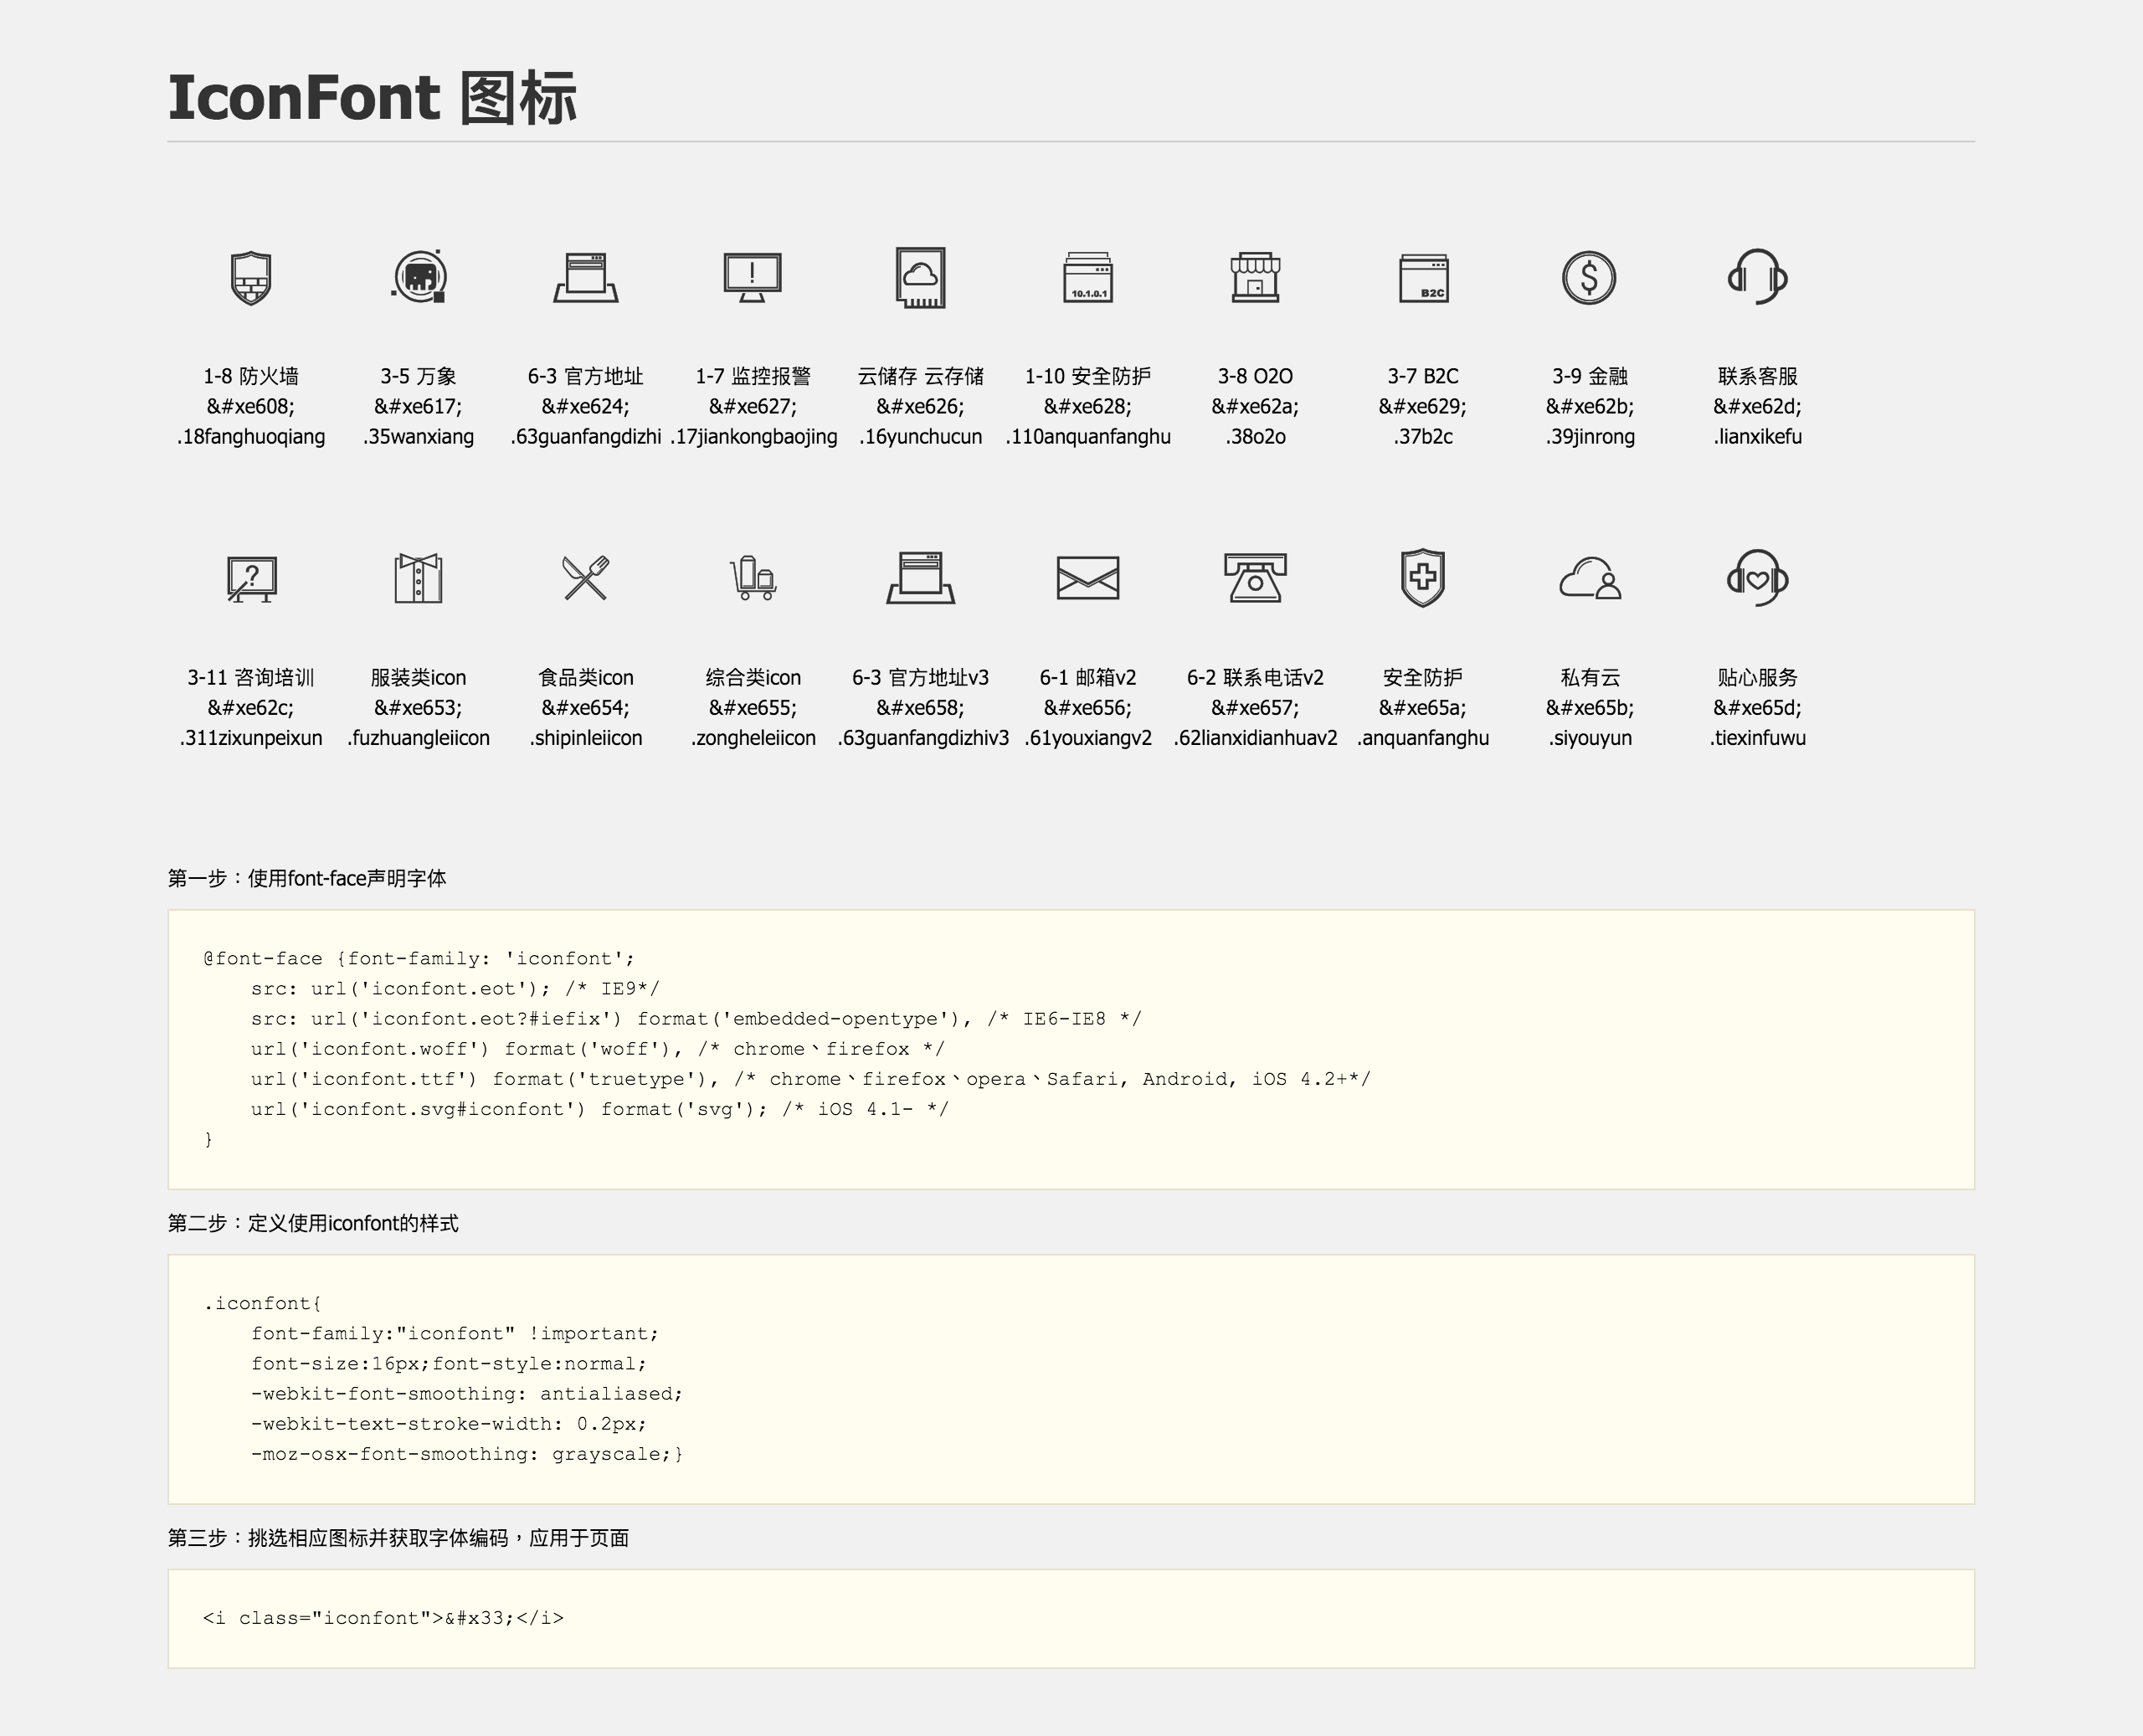 IconFont 图标
10.1.0.1
B2C
1-8 防火墙
&#xe608;
.18fanghuoqiang
3-5 万象
&#xe617;
.35wanxiang
6-3 官方地址
&#xe624;
.63guanfangdizhi
1-7 监控报警
&#xe627;
.17jiankongbaojing
云储存 云存储
&#xe626;
.16yunchucun
1-10 安全防护
&#xe628;
.110anquanfanghu
3-8 O2O
&#xe62a;
.38o2o
3-7 B2C
&#xe629;
.37b2c
3-9 金融
&#xe62b;
.39jinrong
联系客服
&#xe62d;
.lianxikefu
3-11 咨询培训
&#xe62c;
.311zixunpeixun
服装类icon
&#xe653;
.fuzhuangleiicon
食品类icon
&#xe654;
.shipinleiicon
综合类icon
&#xe655;
.zongheleiicon
6-3 官方地址v3
&#xe658;
.63guanfangdizhiv3
6-1 邮箱v2
&#xe656;
.61youxiangv2
6-2 联系电话v2
&#xe657;
.62lianxidianhuav2
安全防护
&#xe65a;
.anquanfanghu
私有云
&#xe65b;
.siyouyun
贴心服务
&#xe65d;
.tiexinfuwu
第一步：使用font-face声明字体
@font-face {font-family: 'iconfont';
    src: url('iconfont.eot'); /* IE9*/
    src: url('iconfont.eot?#iefix') format('embedded-opentype'), /* IE6-IE8 */
    url('iconfont.woff') format('woff'), /* chrome、firefox */
    url('iconfont.ttf') format('truetype'), /* chrome、firefox、opera、Safari, Android, iOS 4.2+*/
    url('iconfont.svg#iconfont') format('svg'); /* iOS 4.1- */
}
第二步：定义使用iconfont的样式
.iconfont{
    font-family:"iconfont" !important;
    font-size:16px;font-style:normal;
    -webkit-font-smoothing: antialiased;
    -webkit-text-stroke-width: 0.2px;
    -moz-osx-font-smoothing: grayscale;}
第三步：挑选相应图标并获取字体编码，应用于页面
<i class="iconfont">&#x33;</i>